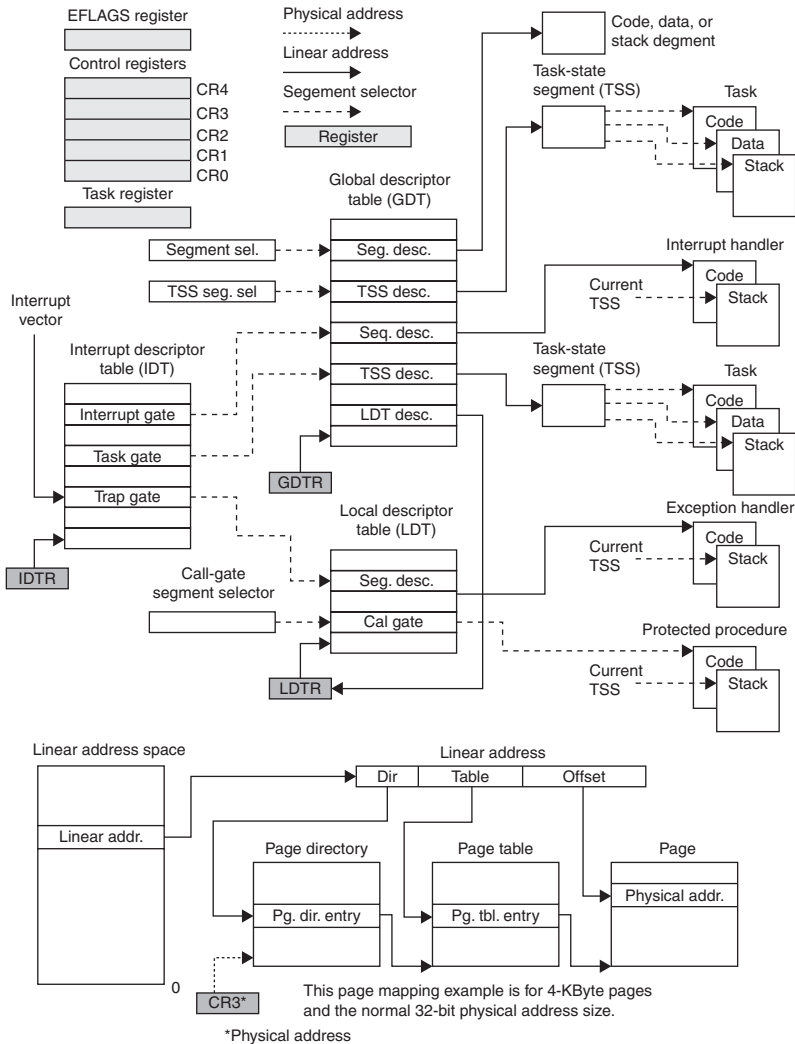 EFLAGS register
Control registers
CR4
CR3
CR2
CR1
CR0
Task register
Physical address
Linear address
Segement selector
Register
Code, data, or
stack degment
Task-state
segment (TSS)
Task
Code
Data
Stack
Global descriptor
table (GDT)
Segment sel.
Seg. desc.
TSS seg. sel
TSS desc.
Seq. desc.
TSS desc.
LDT desc.
GDTR
Interrupt handler
Code
Stack
Current
TSS
Interrupt
vector
Interrupt descriptor
table (IDT)
Interrupt gate
Task gate
Trap gate
IDTR
Task-state
segment (TSS)
Task
Code
Data
Stack
Local descriptor
table (LDT)
Seg. desc.
Cal gate
LDTR
Call-gate
segment selector
Exception handler
Code
Stack
Current
TSS
Protected procedure
Code
Stack
Current
TSS
Linear address space
Linear addr.
0
Linear address
Dir Table Offset
Page directory
Pg. dir. entry
Page table
Pg. tbl. entry
Page
Physical addr.
CR3*
This page mapping example is for 4-KByte pages
and the normal 32-bit physical address size.
*Physical address